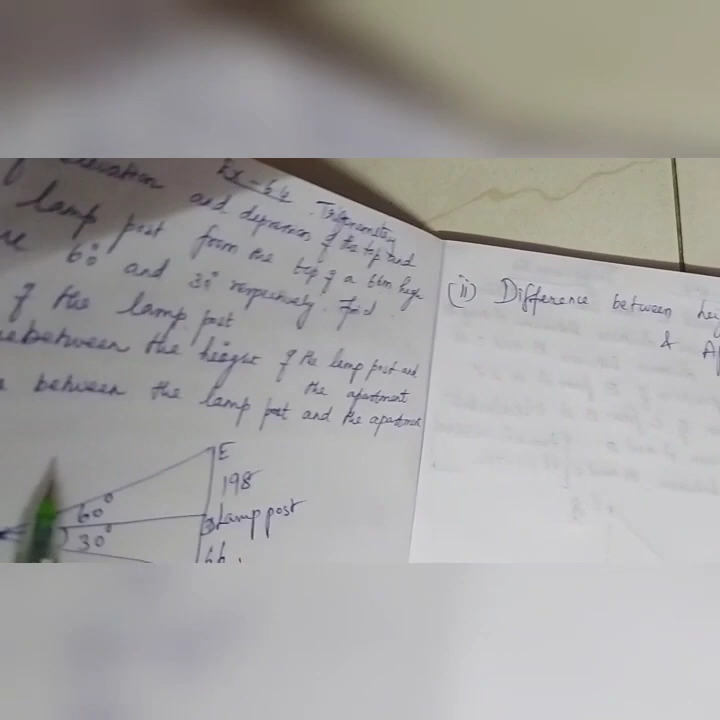 Ex-6.4 Trigonometry
elevation and depression of the top and
lamp post from the top of a 66m high
60° and 30° respectively. Find
of the lamp post
between the height of the lamp post and
the apartment
between the lamp post and the apartment
E
198
60°
Lamp post
30°
66
(ii) Difference between
&